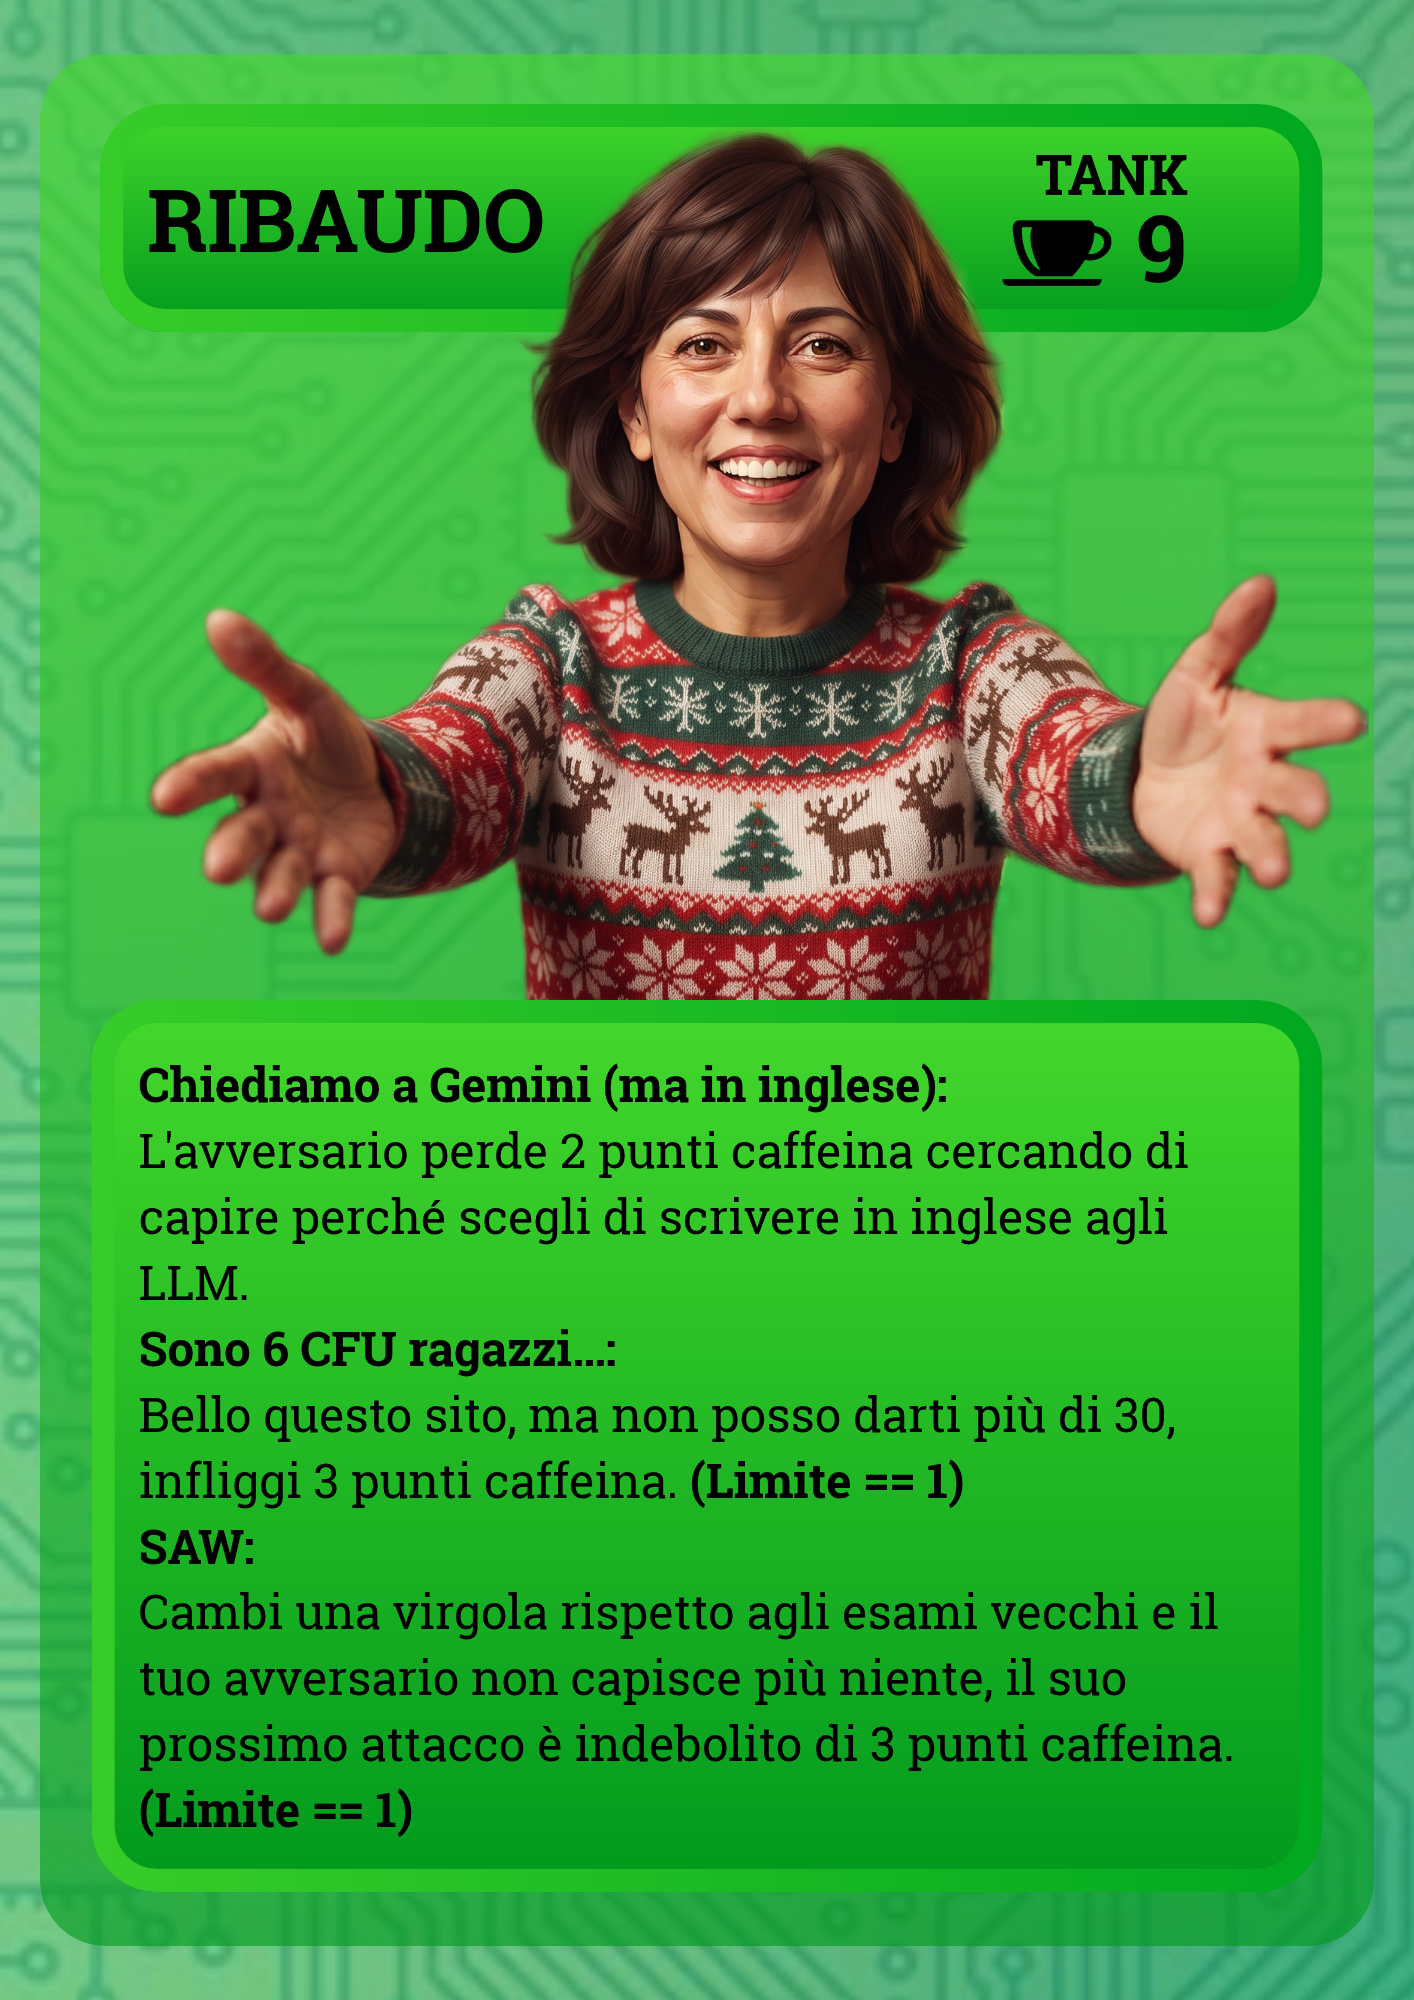 RIBAUDO
TANK
9
Chiediamo a Gemini (ma in inglese):
L'avversario perde 2 punti caffeina cercando di
capire perché scegli di scrivere in inglese agli
LLM.
Sono 6 CFU ragazzi...:
Bello questo sito, ma non posso darti più di 30,
infliggi 3 punti caffeina. (Limite == 1)
SAW:
Cambi una virgola rispetto agli esami vecchi e il
tuo avversario non capisce più niente, il suo
prossimo attacco è indebolito di 3 punti caffeina.
(Limite == 1)